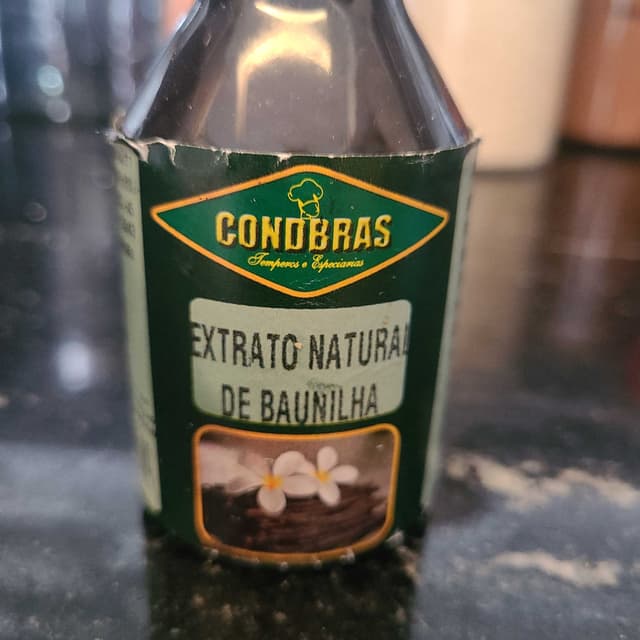 CONDBRAS
Temperos e Especiarias
EXTRATO NATURAL
DE BAUNILHA